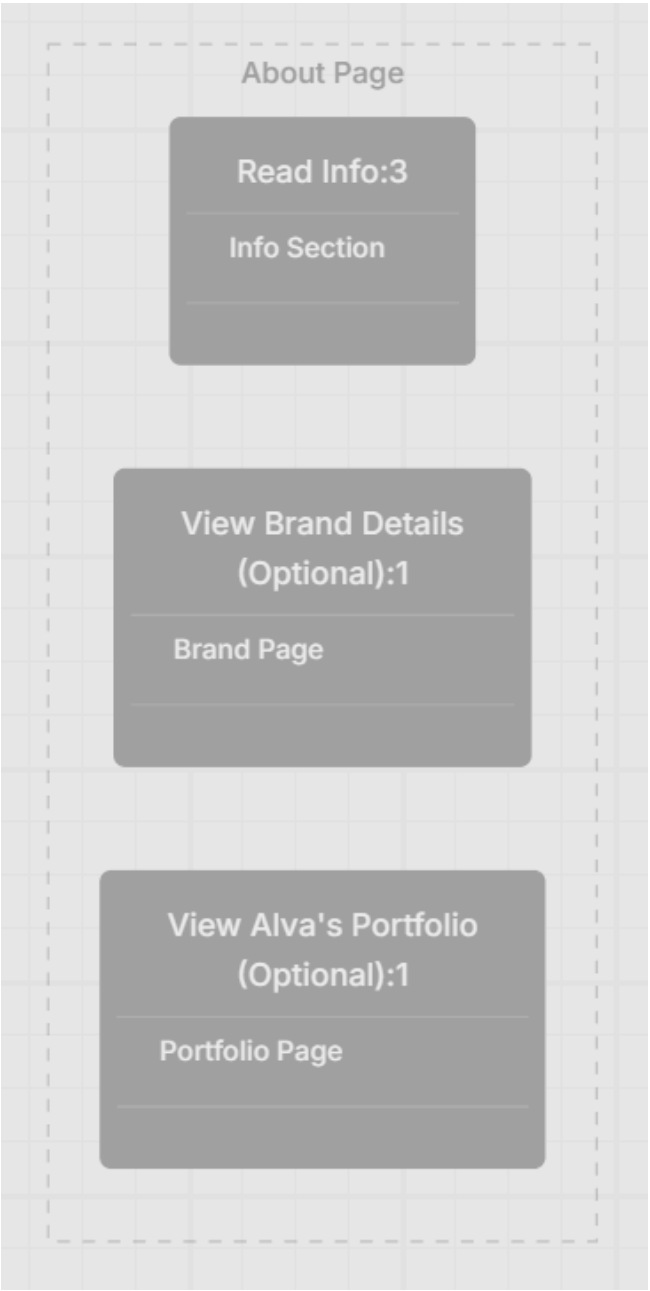 About Page
Read Info:3
Info Section
View Brand Details
(Optional):1
Brand Page
View Alva's Portfolio
(Optional):1
Portfolio Page